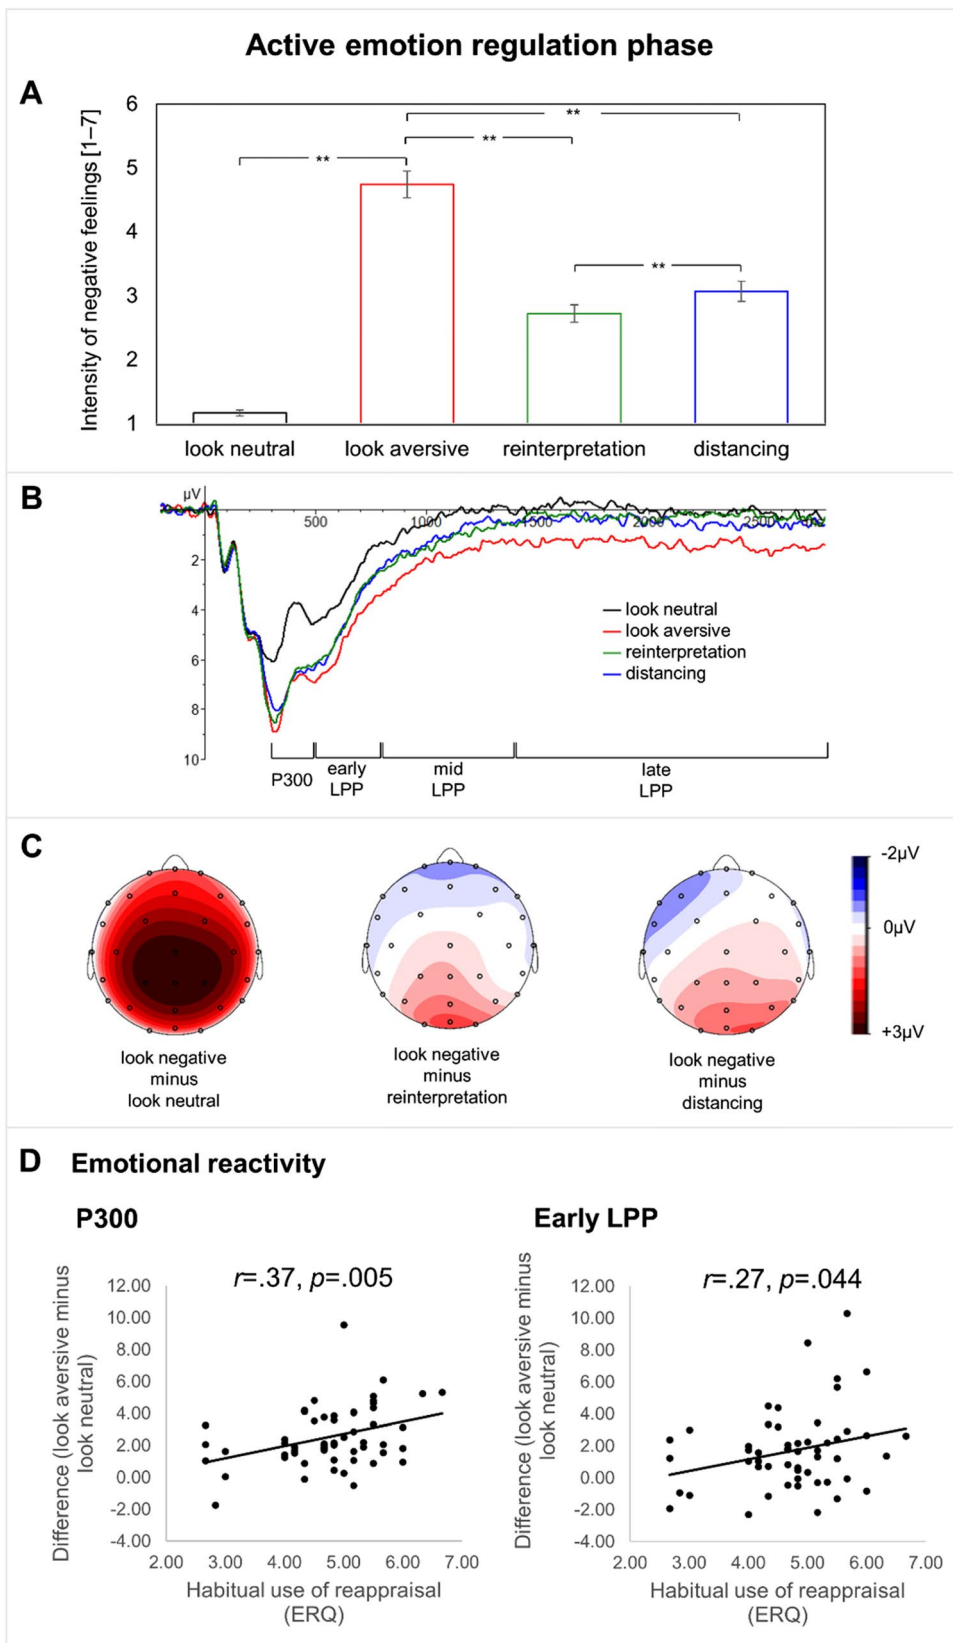 Active emotion regulation phase
A
Intensity of negative feelings [1–7]
6
5
4
3
2
1
**
**
**
**
look neutral
look aversive
reinterpretation
distancing
B
µV
500
1000
2000
2
4
6
8
10
look neutral
look aversive
reinterpretation
distancing
P300
early
LPP
mid
LPP
late
LPP
C
-2µV
0µV
+3µV
look negative
minus
look neutral
look negative
minus
reinterpretation
look negative
minus
distancing
D Emotional reactivity
P300
r=.37, p=.005
Difference (look aversive minus
look neutral)
12.00
10.00
8.00
6.00
4.00
2.00
0.00
-2.00
-4.00
2.00 3.00 4.00 5.00 6.00 7.00
Habitual use of reappraisal
(ERQ)
Early LPP
r=.27, p=.044
Difference (look aversive minus
look neutral)
12.00
10.00
8.00
6.00
4.00
2.00
0.00
-2.00
-4.00
2.00 3.00 4.00 5.00 6.00 7.00
Habitual use of reappraisal
(ERQ)